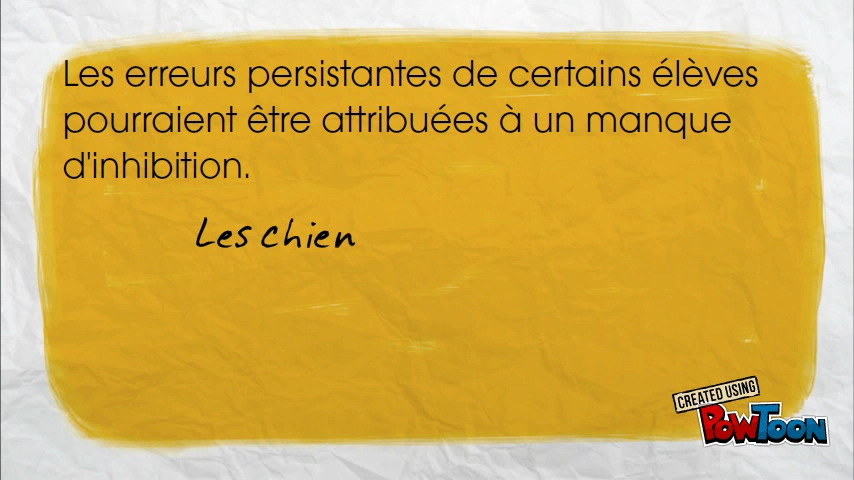 Les erreurs persistantes de certains élèves
pourraient être attribuées à un manque
d'inhibition.
Les chien
CREATED USING
POWTOON